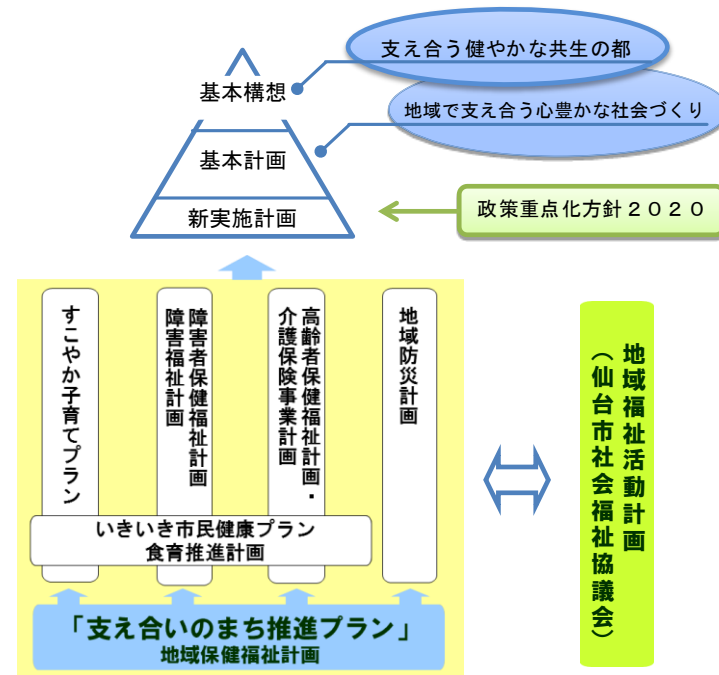 支え合う健やかな共生の都
基本構想
地域で支え合う心豊かな社会づくり
基本計画
新実施計画
政策重点化方針２０２０
すこやか子育てプラン
障害者保健福祉計画
障害福祉計画
高齢者保健福祉計画・
介護保険事業計画
地域防災計画
いきいき市民健康プラン
食育推進計画
「支え合いのまち推進プラン」
地域保健福祉計画
地域福祉活動計画
（仙台市社会福祉協議会）